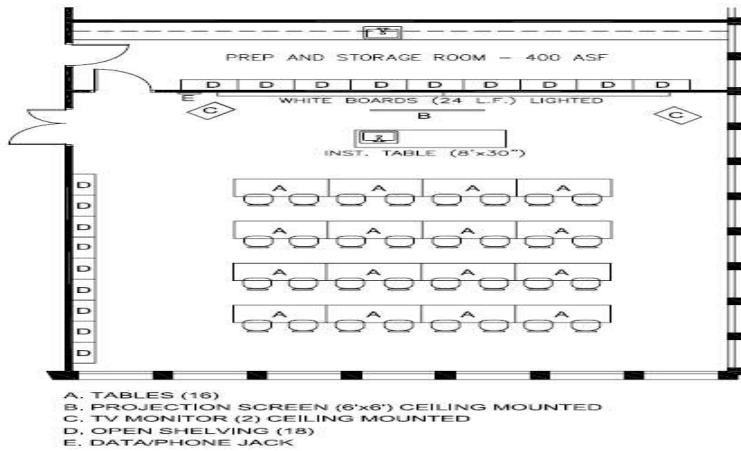 PREP AND STORAGE ROOM - 400 ASF
D D D D D D D D D
E
WHITE BOARDS (24 L.F.) LIGHTED
C B C
INST. TABLE (8'x30")
A A A A
A A A A
A A A A
A A A A
D
D
D
D
D
D
D
D
D
A. TABLES (16)
B. PROJECTION SCREEN (6'x6') CEILING MOUNTED
C. TV MONITOR (2) CEILING MOUNTED
D. OPEN SHELVING (18)
E. DATA/PHONE JACK